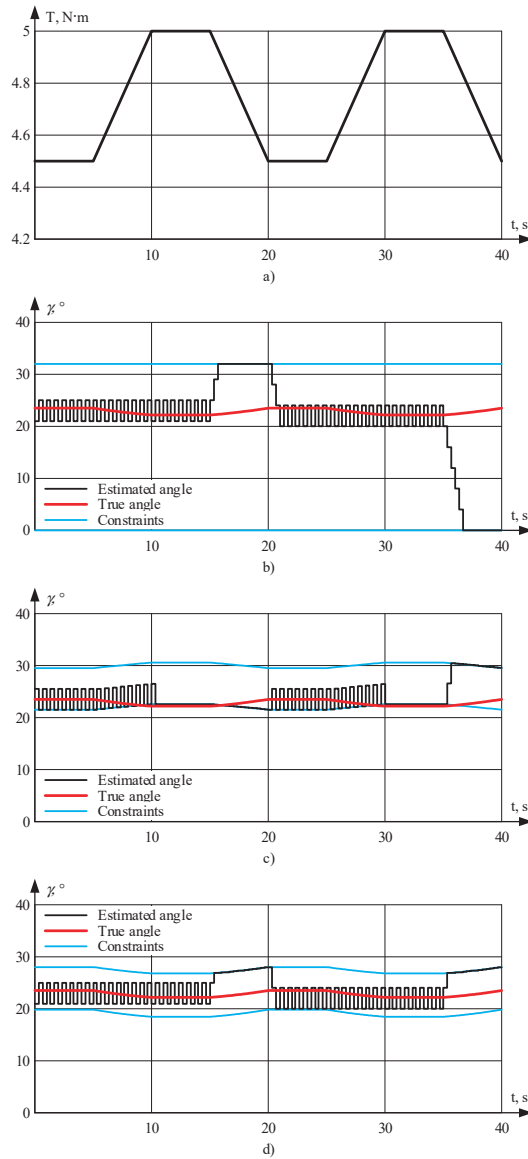 T, N·m
5
4.8
4.6
4.4
4.2
t, s
10
20
30
40
a)
γ, °
40
30
20
10
0
Estimated angle
True angle
Constraints
t, s
10
20
30
40
b)
γ, °
40
30
20
10
0
Estimated angle
True angle
Constraints
t, s
10
20
30
40
c)
γ, °
40
30
20
10
0
Estimated angle
True angle
Constraints
t, s
10
20
30
40
d)